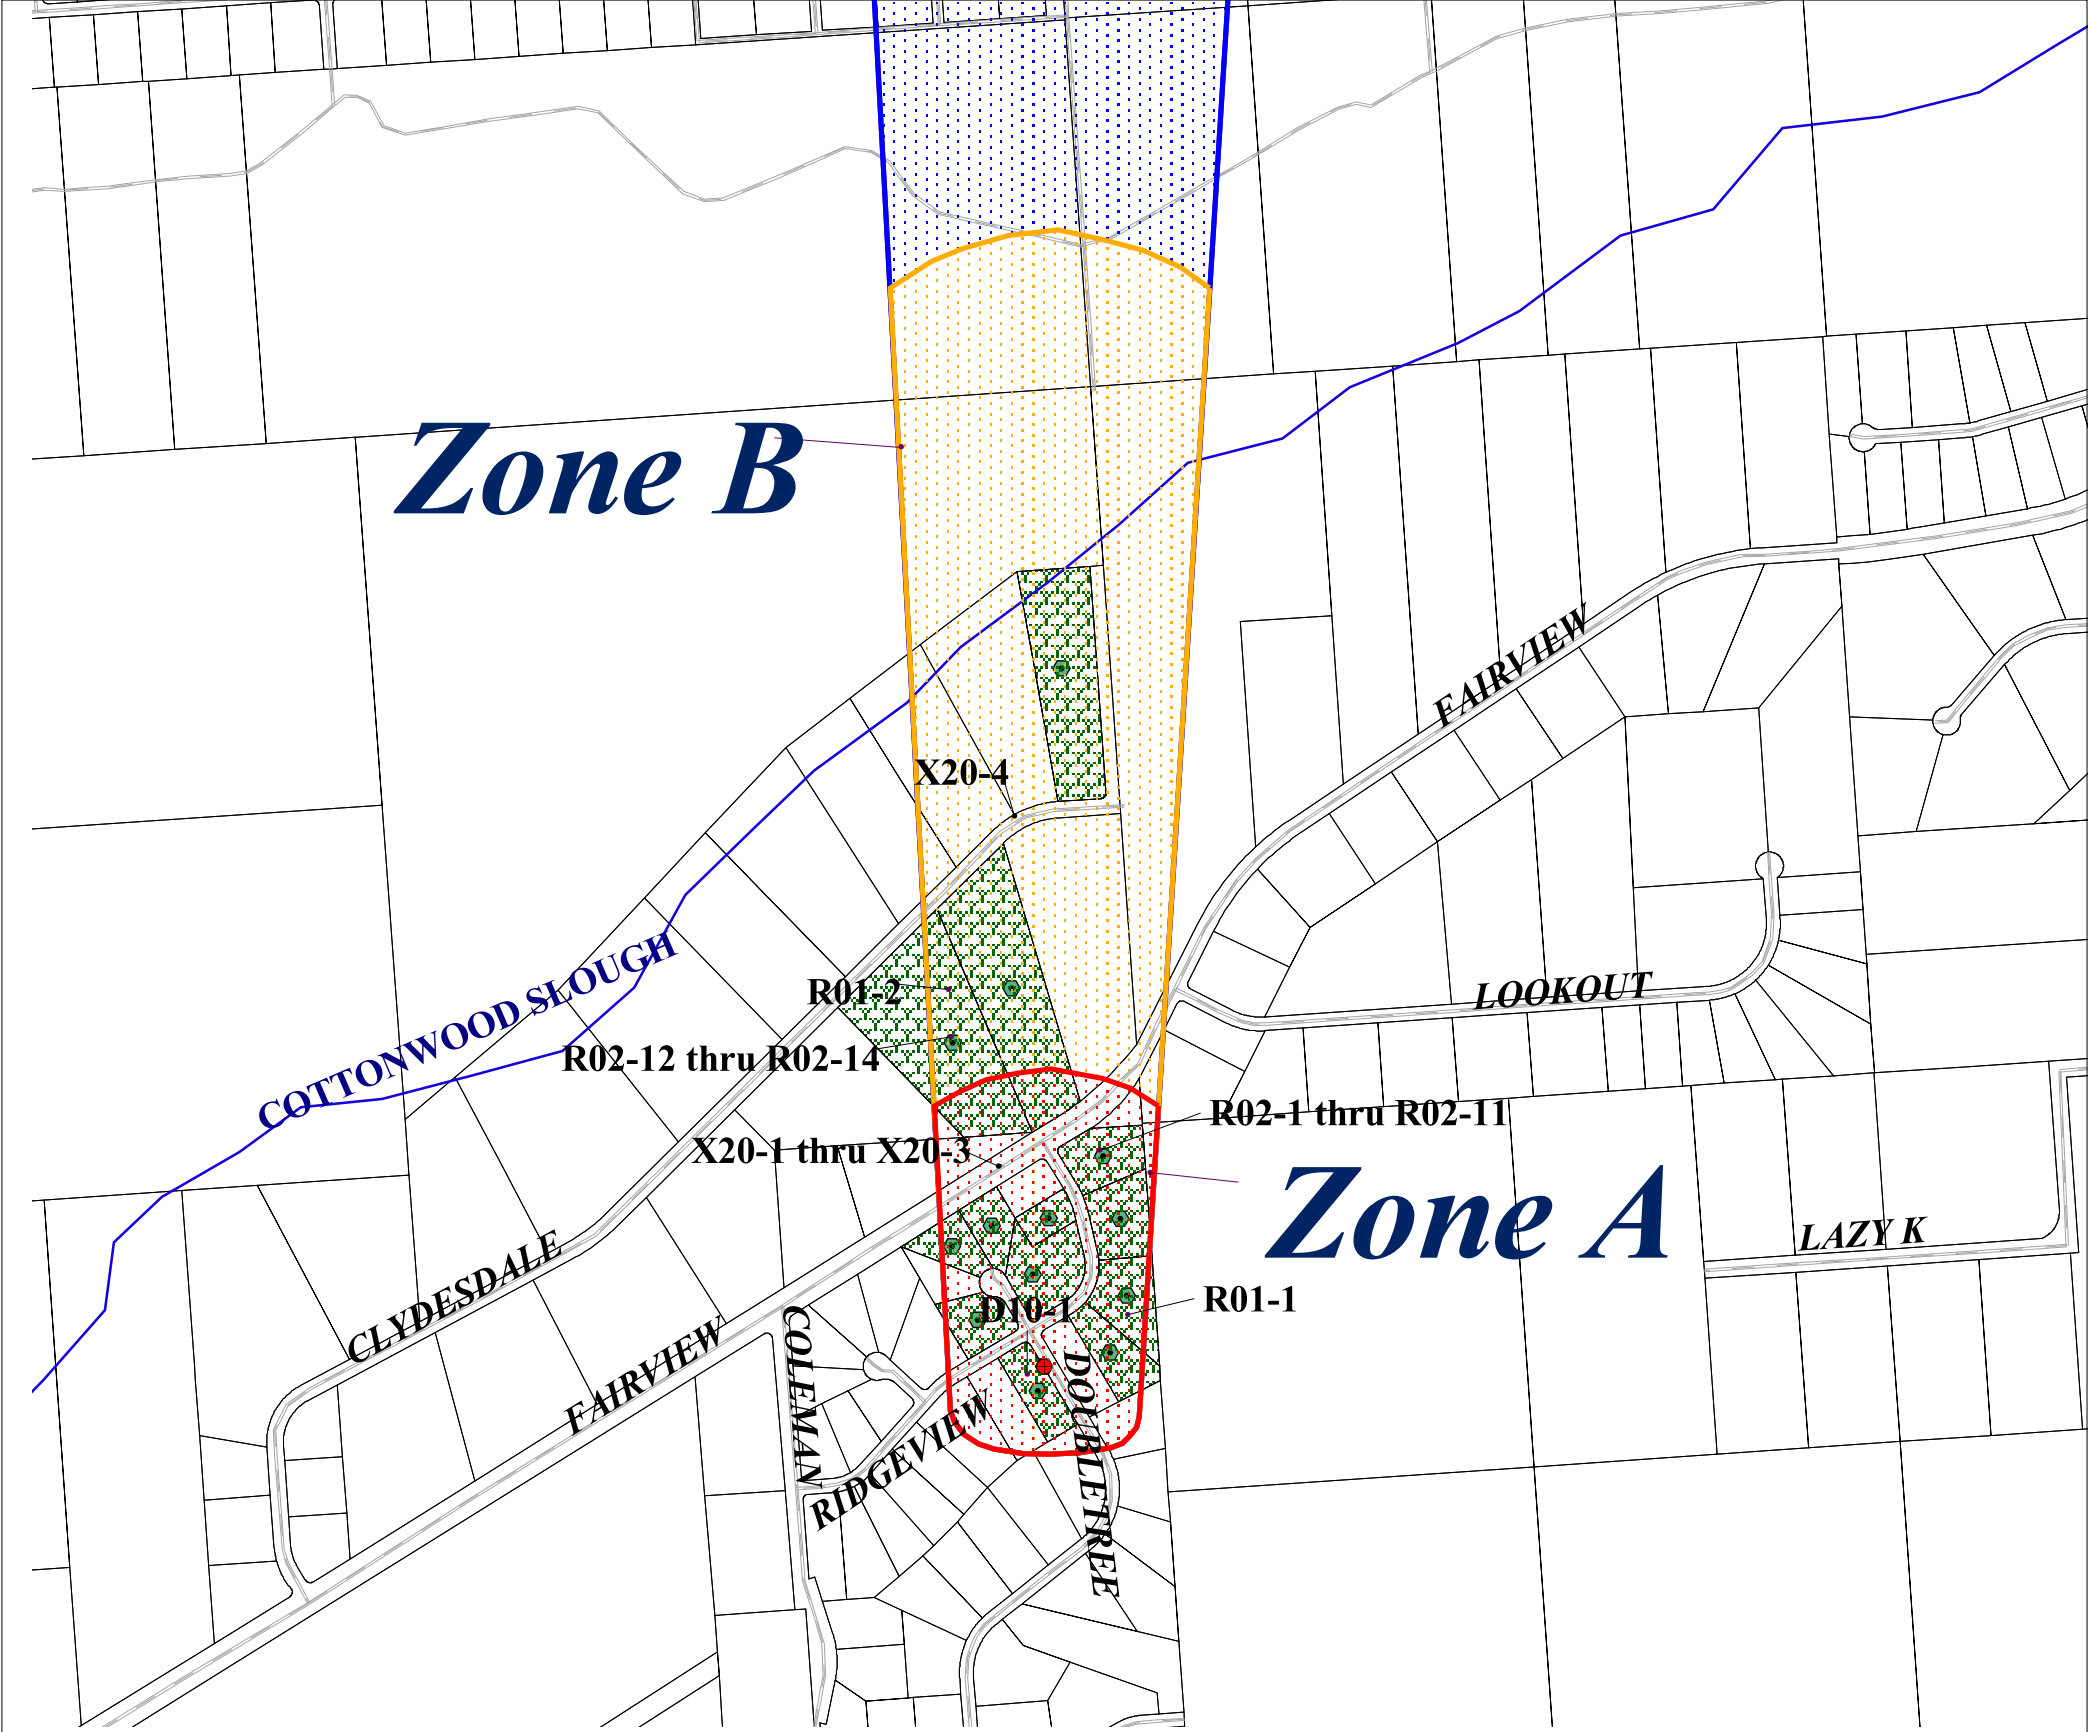 Zone B
FAIRVIEW
X20-4
COTTONWOOD SLOUGH
R01-2
LOOKOUT
R02-12 thru R02-14
R02-1 thru R02-11
X20-1 thru X20-3
Zone A
LAZY K
CLYDESDALE
R01-1
D10-1
FAIRVIEW
COLEMAN
RIDGEVIEW
DOUBLETREE